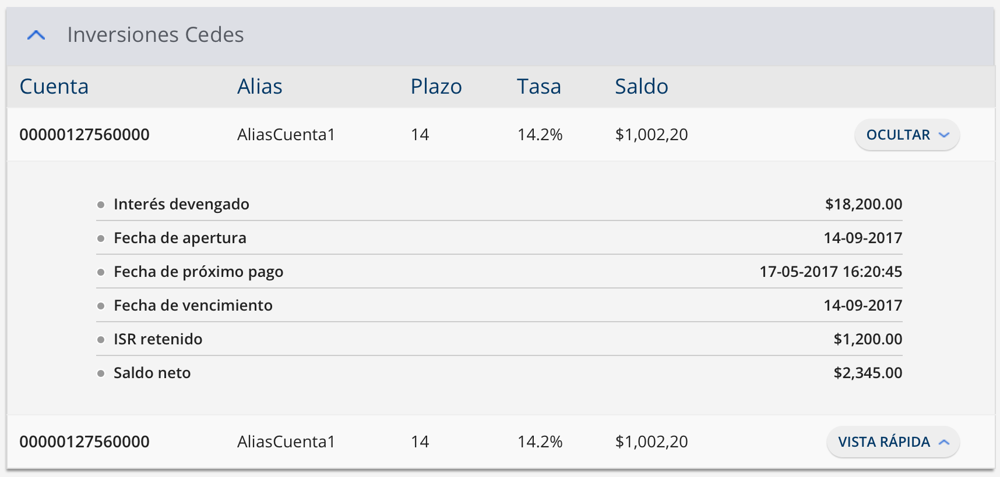 Inversiones Cedes
Cuenta Alias Plazo Tasa Saldo
00000127560000 AliasCuenta1 14 14.2% $1,002,20 OCULTAR
Interés devengado $18,200.00
Fecha de apertura 14-09-2017
Fecha de próximo pago 17-05-2017 16:20:45
Fecha de vencimiento 14-09-2017
ISR retenido $1,200.00
Saldo neto $2,345.00
00000127560000 AliasCuenta1 14 14.2% $1,002,20 VISTA RÁPIDA